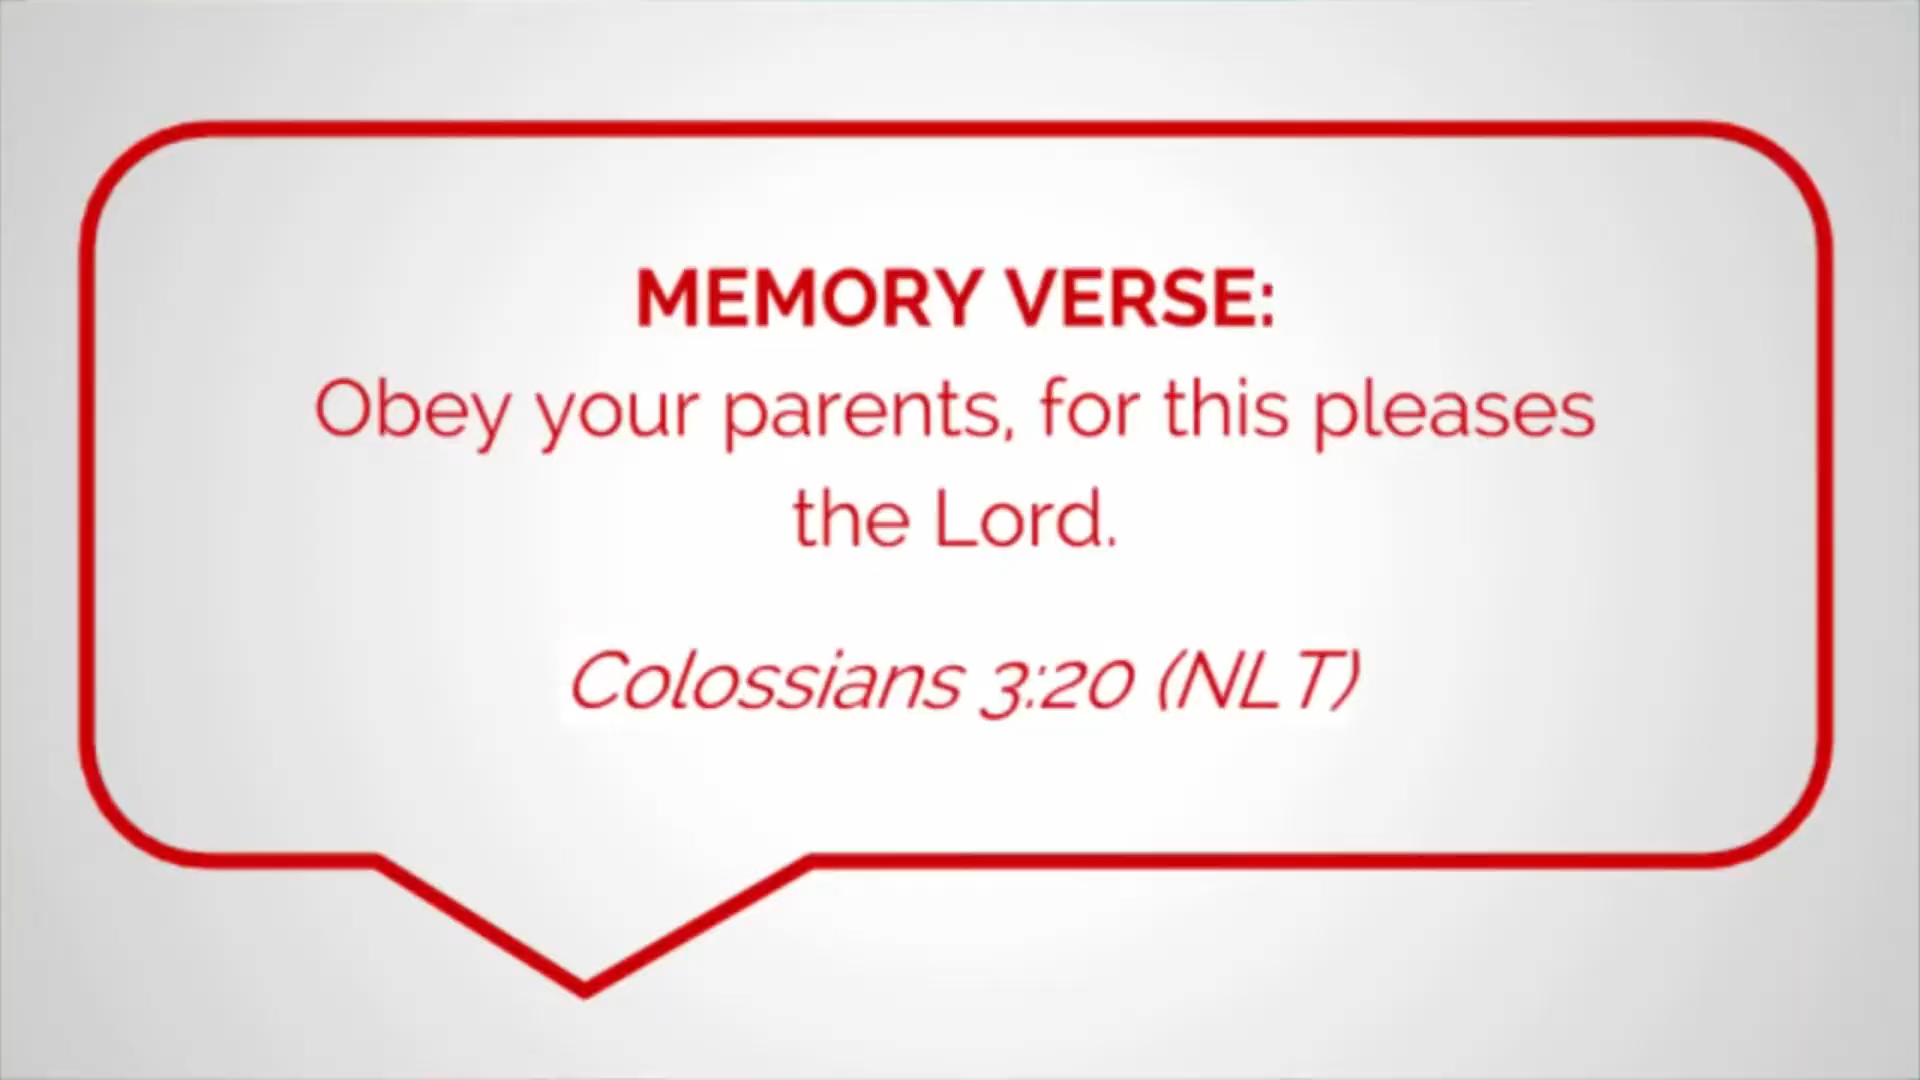 MEMORY VERSE:
Obey your parents, for this pleases
the Lord.
Colossians 3:20 (NLT)